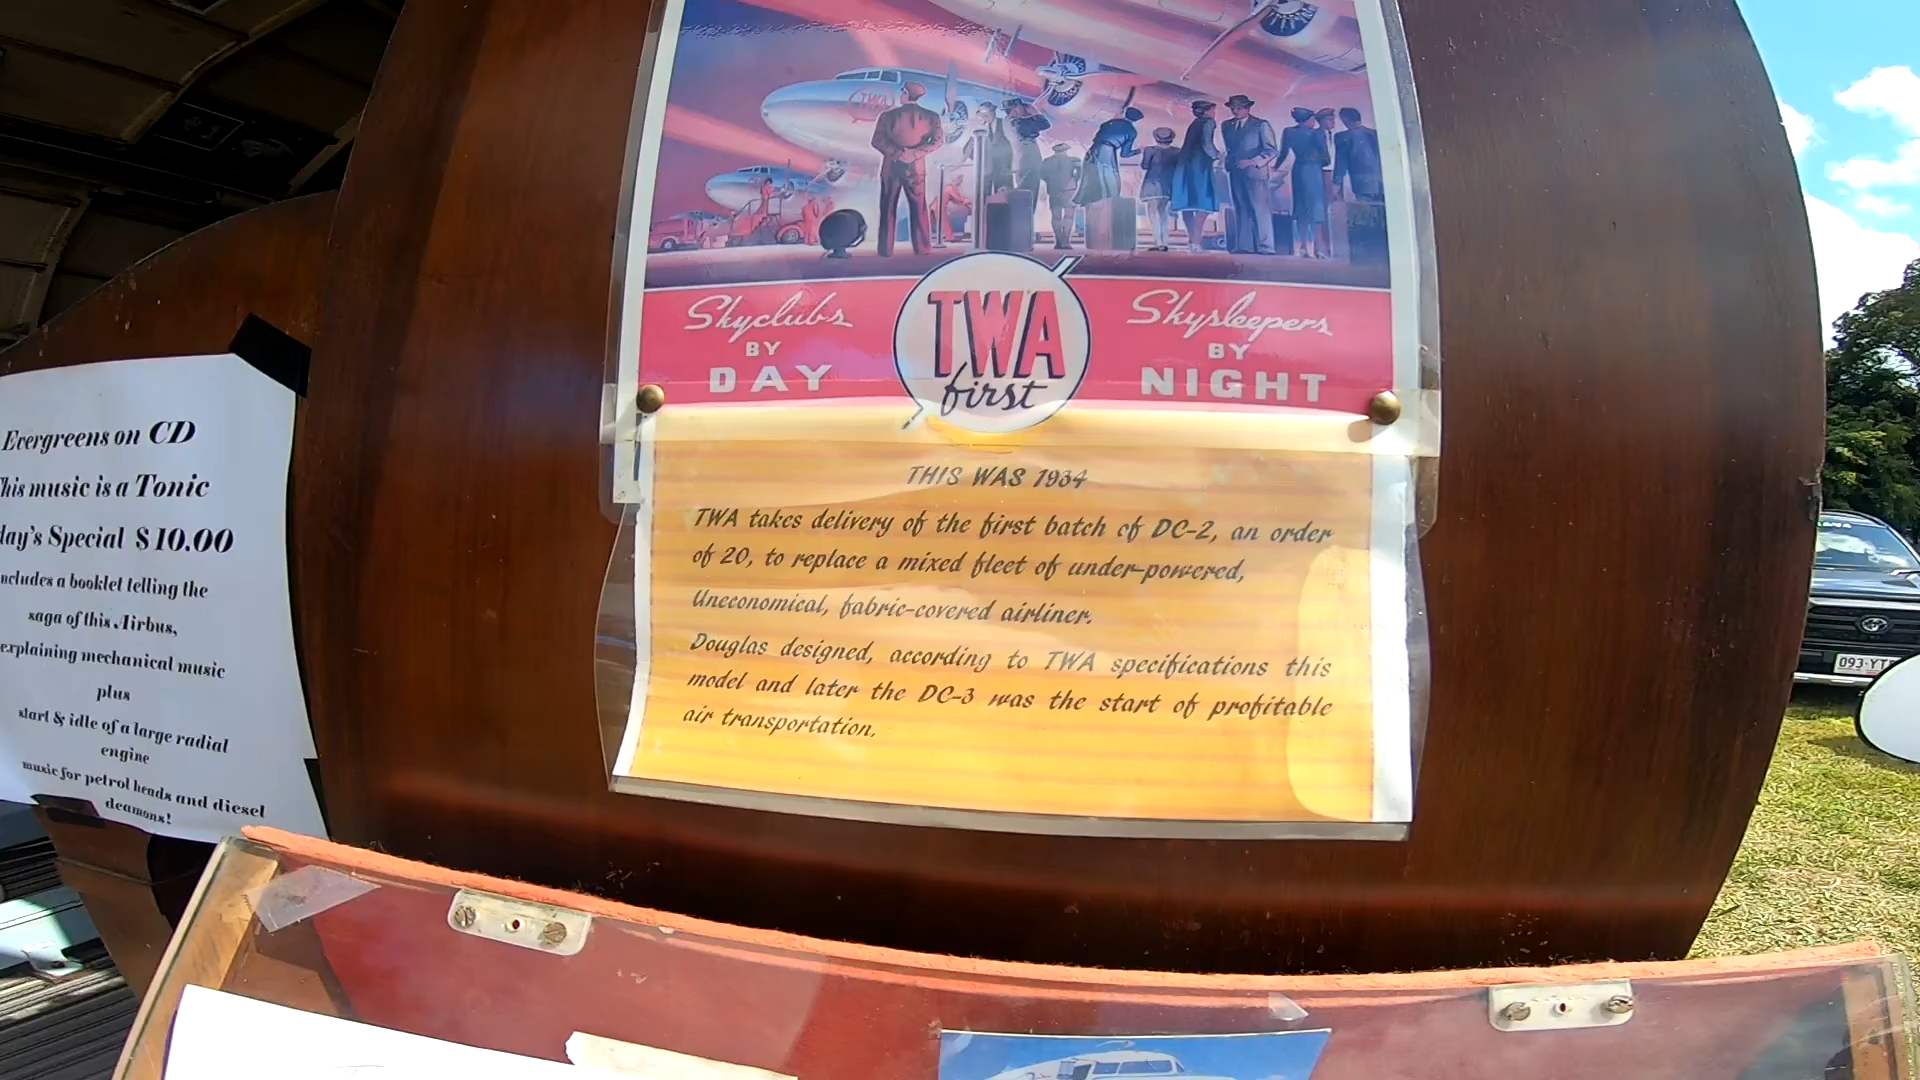 TWA
Skyclubs
BY
DAY
TWA
first
Skysleepers
BY
NIGHT
THIS WAS 1934
TWA takes delivery of the first batch of DC-2, an order
of 20, to replace a mixed fleet of under-powered,
Uneconomical, fabric-covered airliner.
Douglas designed, according to TWA specifications this
model and later the DC-3 was the start of profitable
air transportation.
Evergreens on CD
his music is a Tonic
day's Special $10.00
ncludes a booklet telling the
saga of this Airbus,
explaining mechanical music
plus
start & idle of a large radial
engine
music for petrol heads and diesel
deamons!